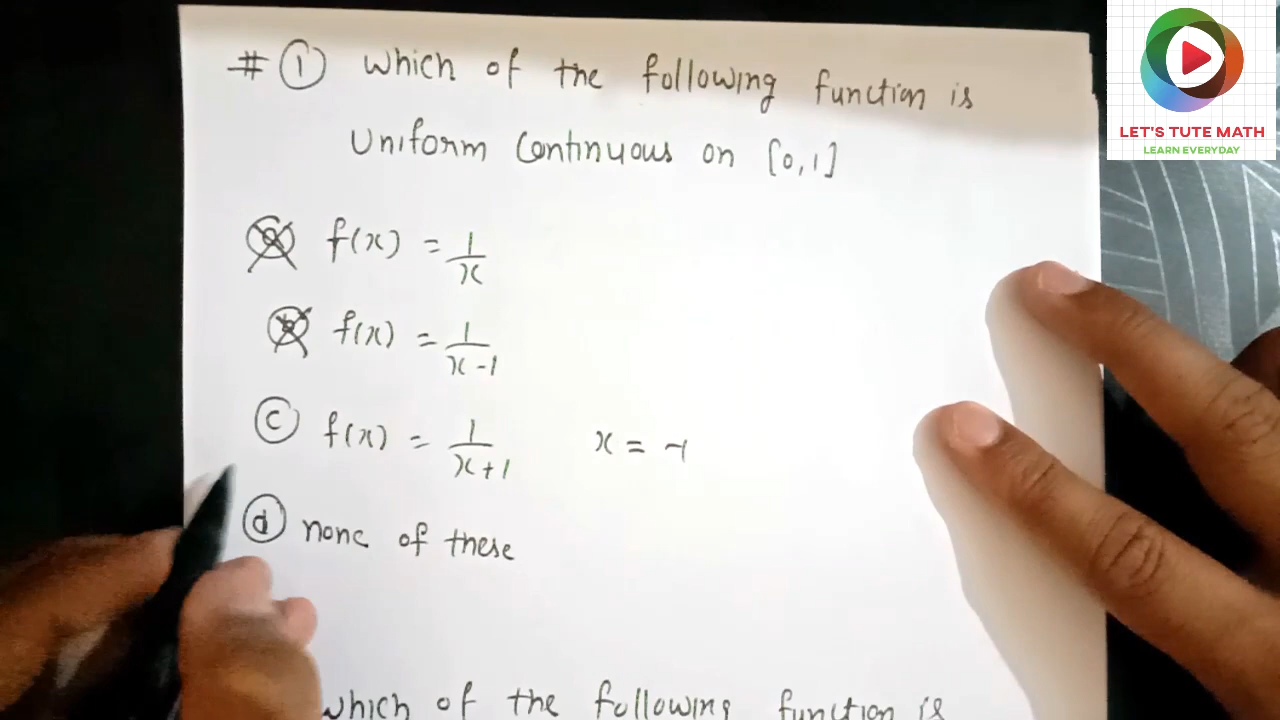 # ① which of the following function is
Uniform Continuous on [0,1]
ⓐ f(x) = 1/x
ⓑ f(x) = 1/(x-1)
ⓒ f(x) = 1/(x+1) x = -1
ⓓ none of these
which of the following function is
LET'S TUTE MATH
LEARN EVERYDAY